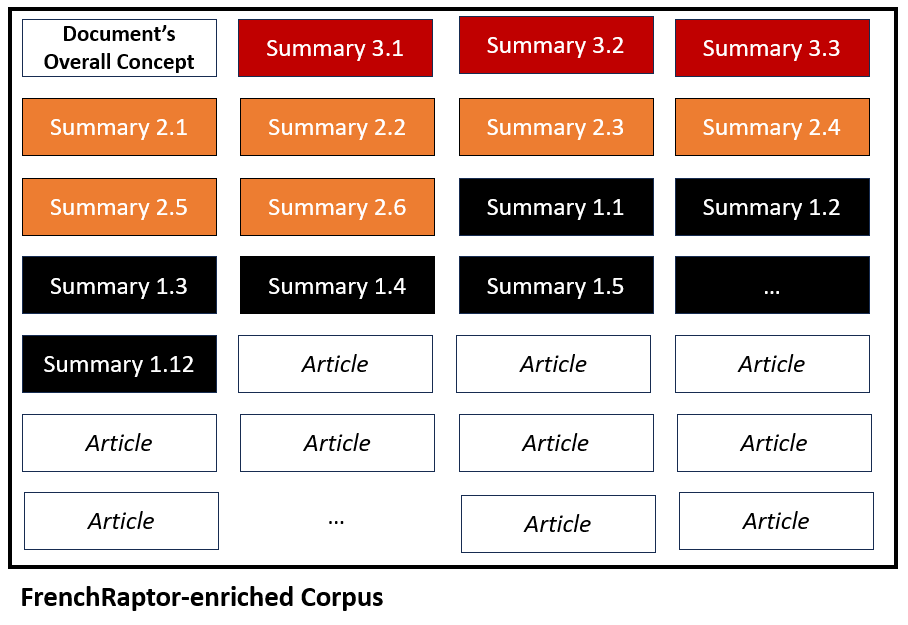 Document's
Overall Concept
Summary 3.1
Summary 3.2
Summary 3.3
Summary 2.1
Summary 2.2
Summary 2.3
Summary 2.4
Summary 2.5
Summary 2.6
Summary 1.1
Summary 1.2
Summary 1.3
Summary 1.4
Summary 1.5
...
Summary 1.12
Article
Article
Article
Article
Article
Article
Article
Article
...
Article
Article
FrenchRaptor-enriched Corpus